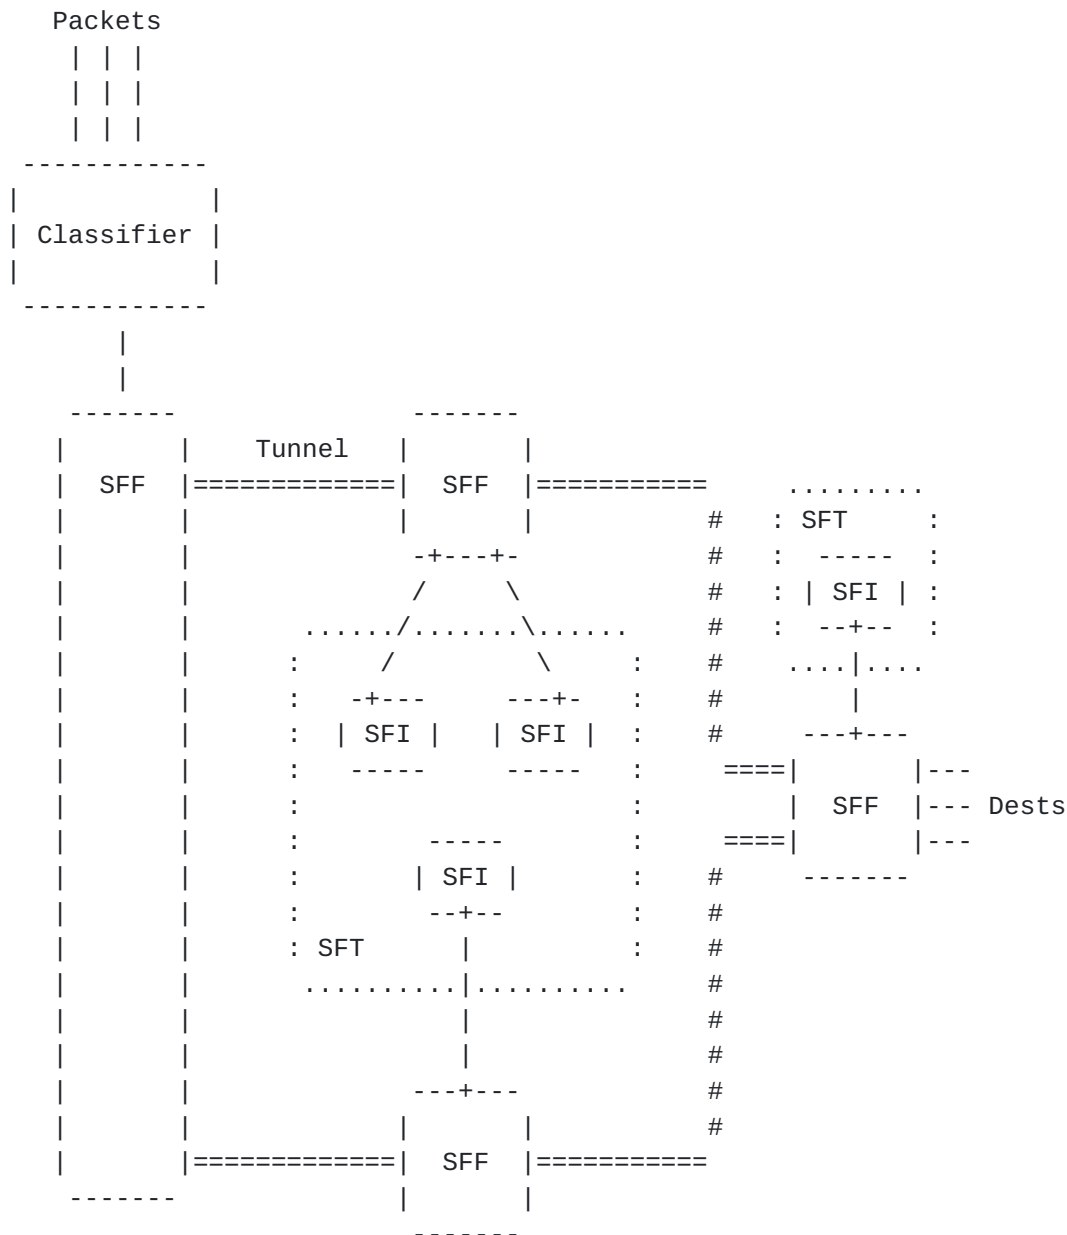 Packets
Classifier
Tunnel
SFF SFF
SFT
SFI
SFI SFI
SFF Dests
SFI
SFT
SFF